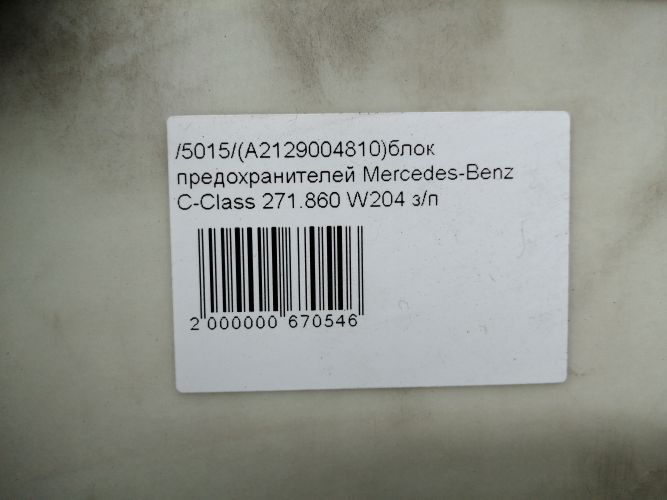 /5015/(A2129004810)блок
предохранителей Mercedes-Benz
C-Class 271.860 W204 з/п
2 000000 670546